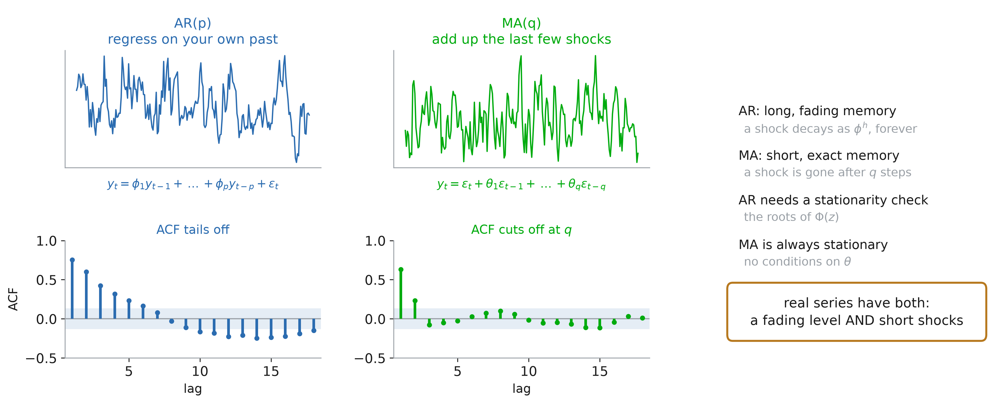 AR(p)
regress on your own past
y_t = ϕ_1 y_{t−1} + … + ϕ_p y_{t−p} + ε_t
MA(q)
add up the last few shocks
y_t = ε_t + θ_1 ε_{t−1} + … + θ_q ε_{t−q}
ACF tails off
ACF
1.0
0.5
0.0
−0.5
5 10 15
lag
ACF cuts off at q
1.0
0.5
0.0
−0.5
5 10 15
lag
AR: long, fading memory
a shock decays as ϕ^h, forever
MA: short, exact memory
a shock is gone after q steps
AR needs a stationarity check
the roots of Φ(z)
MA is always stationary
no conditions on θ
real series have both:
a fading level AND short shocks